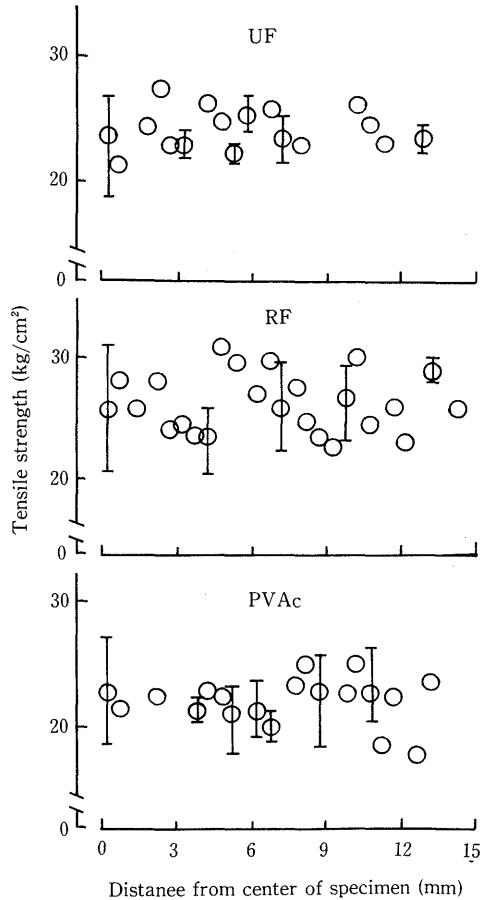 UF
30
20
0
RF
30
20
0
PVAc
30
20
0
0 3 6 9 12 15
Tensile strength (kg/cm²)
Distanee from center of specimen (mm)